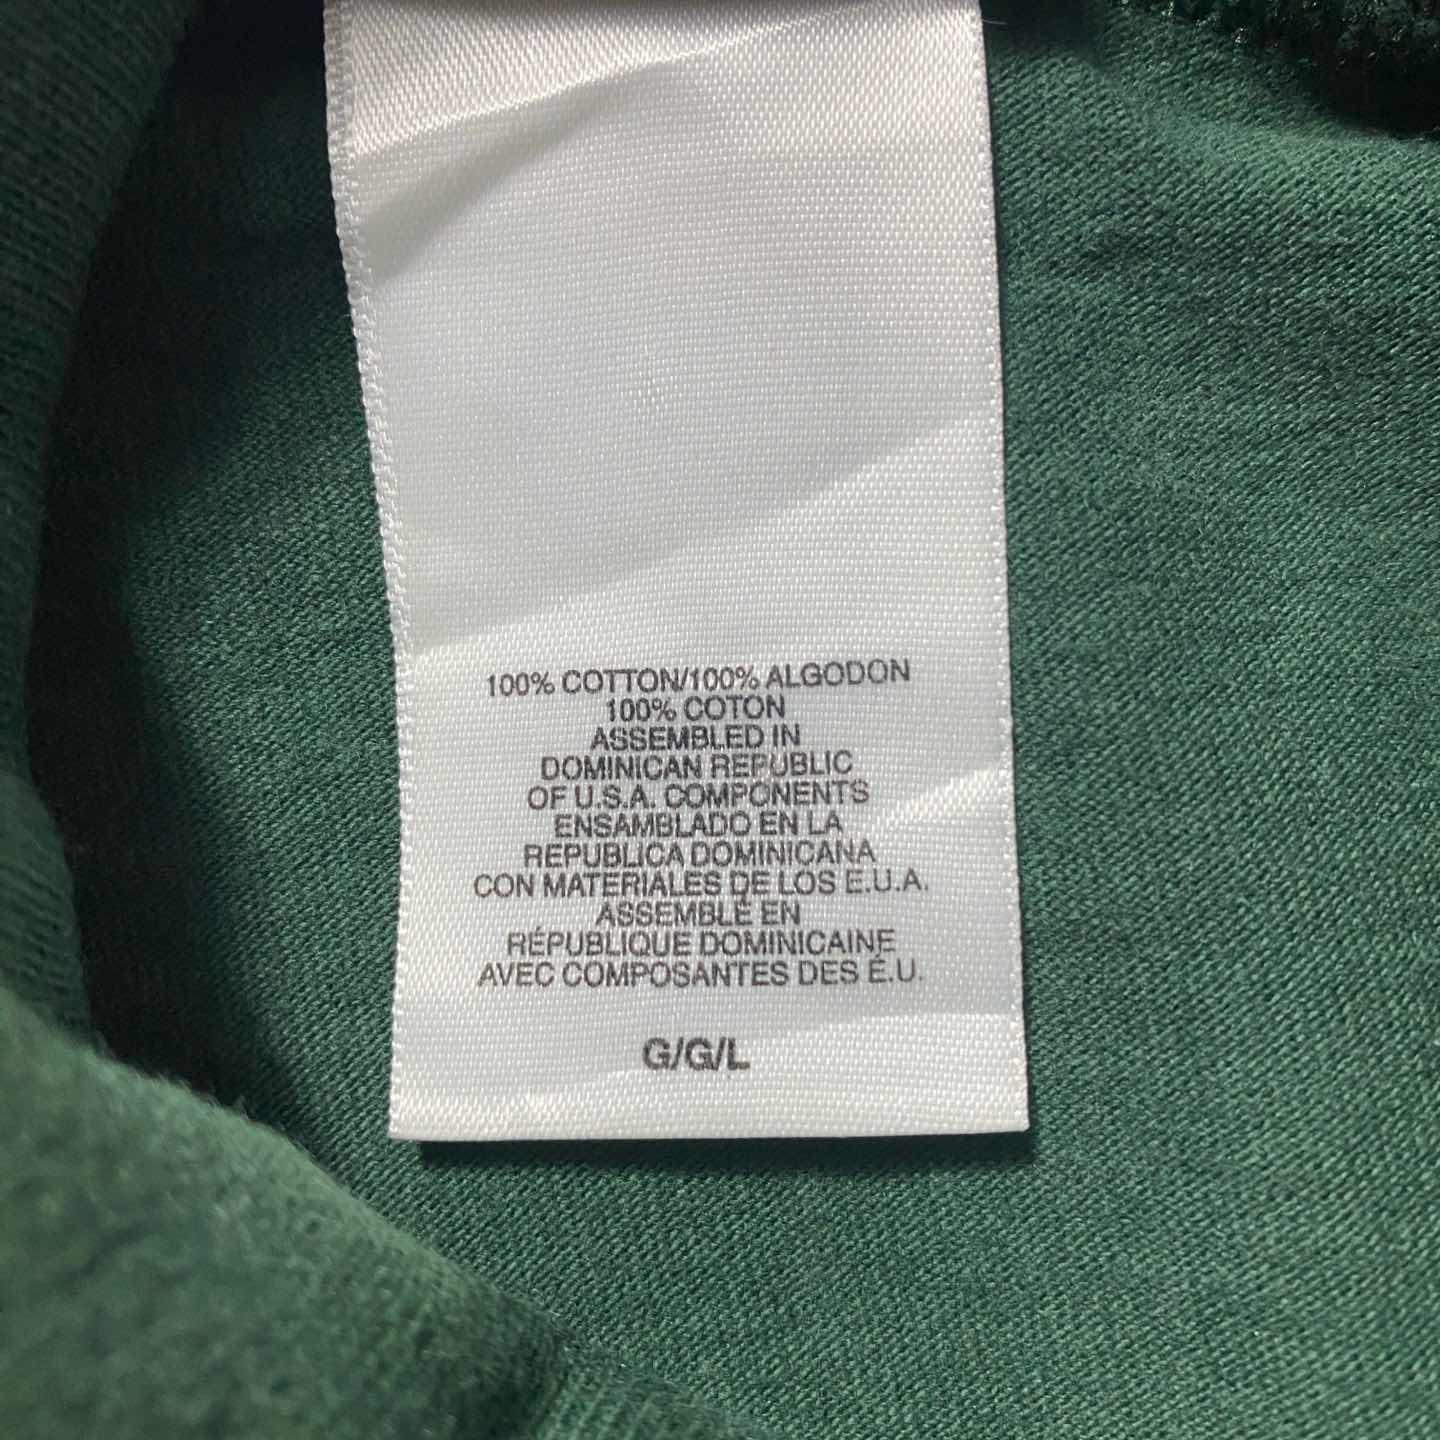 100% COTTON/100% ALGODON
100% COTON
ASSEMBLED IN
DOMINICAN REPUBLIC
OF U.S.A. COMPONENTS
ENSAMBLADO EN LA
REPUBLICA DOMINICANA
CON MATERIALES DE LOS E.U.A.
ASSEMBLÉ EN
RÉPUBLIQUE DOMINICAINE
AVEC COMPOSANTES DES É.U.
G/G/L